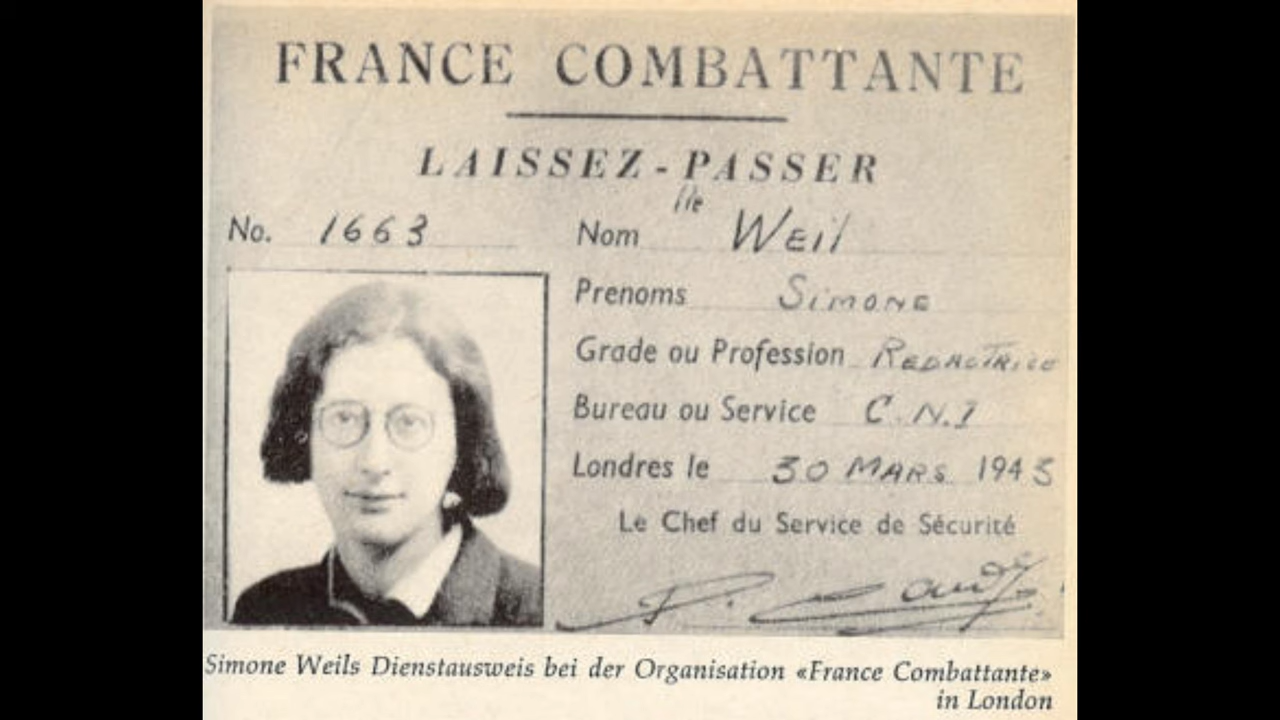 FRANCE COMBATTANTE
LAISSEZ-PASSER
No. 1663
Nom Mlle Weil
Prenoms Simone
Grade ou Profession Redactrice
Bureau ou Service C.N.I
Londres le 30 MARS 1943
Le Chef du Service de Sécurité
Simone Weils Dienstausweis bei der Organisation «France Combattante»
in London